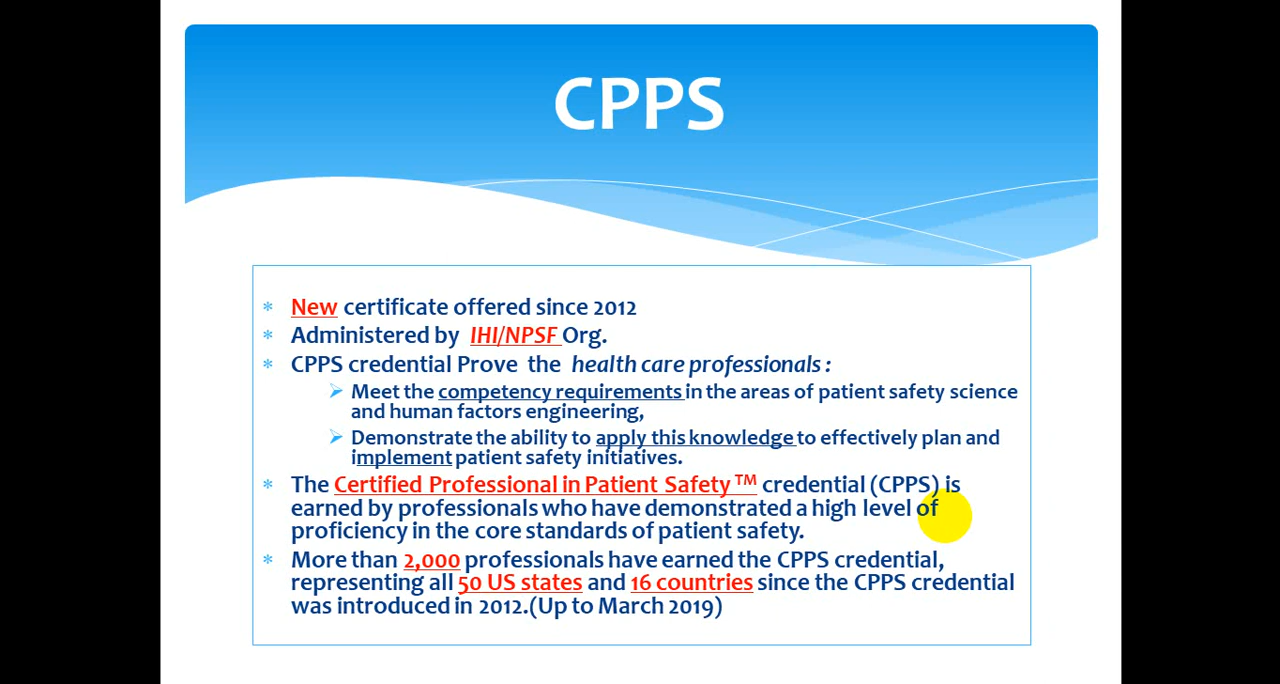 CPPS
* New certificate offered since 2012
* Administered by IHI/NPSF Org.
* CPPS credential Prove the health care professionals :
➢ Meet the competency requirements in the areas of patient safety science
and human factors engineering,
➢ Demonstrate the ability to apply this knowledge to effectively plan and
implement patient safety initiatives.
* The Certified Professional in Patient Safety ™ credential (CPPS) is
earned by professionals who have demonstrated a high level of
proficiency in the core standards of patient safety.
* More than 2,000 professionals have earned the CPPS credential,
representing all 50 US states and 16 countries since the CPPS credential
was introduced in 2012.(Up to March 2019)